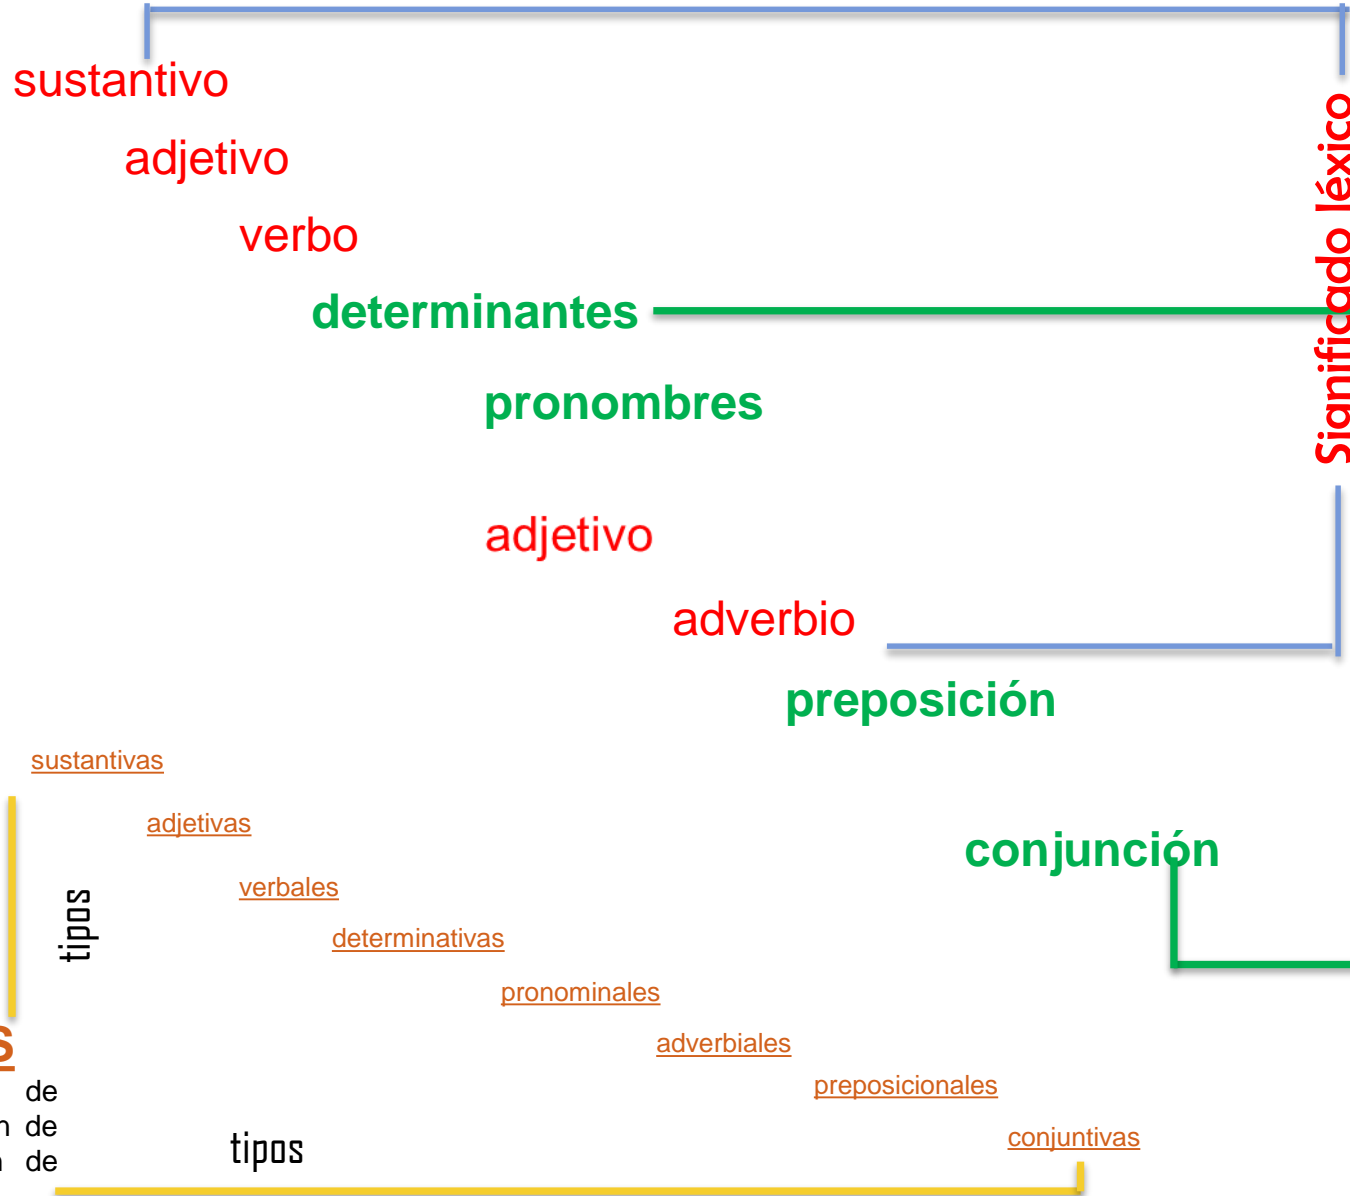 sustantivo
adjetivo
verbo
determinantes
pronombres
adjetivo
adverbio
preposición
conjunción
Significado léxico
sustantivas
adjetivas
verbales
determinativas
pronominales
adverbiales
preposicionales
conjuntivas
tipos
de
de
de
tipos